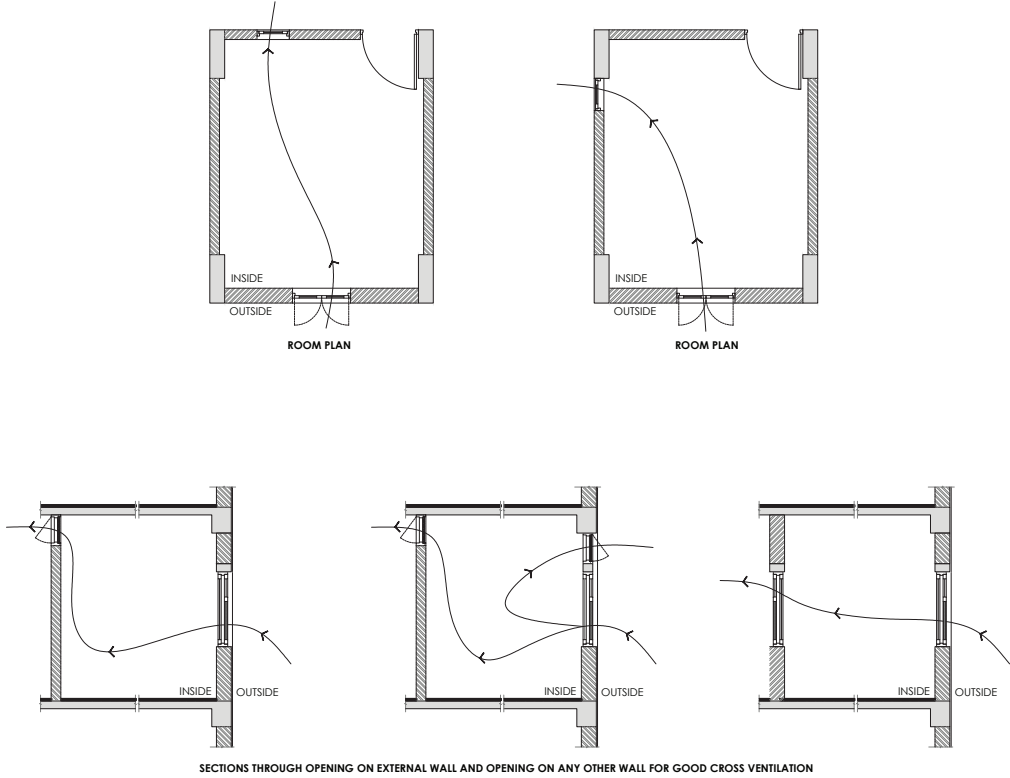 INSIDE
OUTSIDE
ROOM PLAN
INSIDE
OUTSIDE
ROOM PLAN
INSIDE OUTSIDE
INSIDE OUTSIDE
INSIDE OUTSIDE
SECTIONS THROUGH OPENING ON EXTERNAL WALL AND OPENING ON ANY OTHER WALL FOR GOOD CROSS VENTILATION